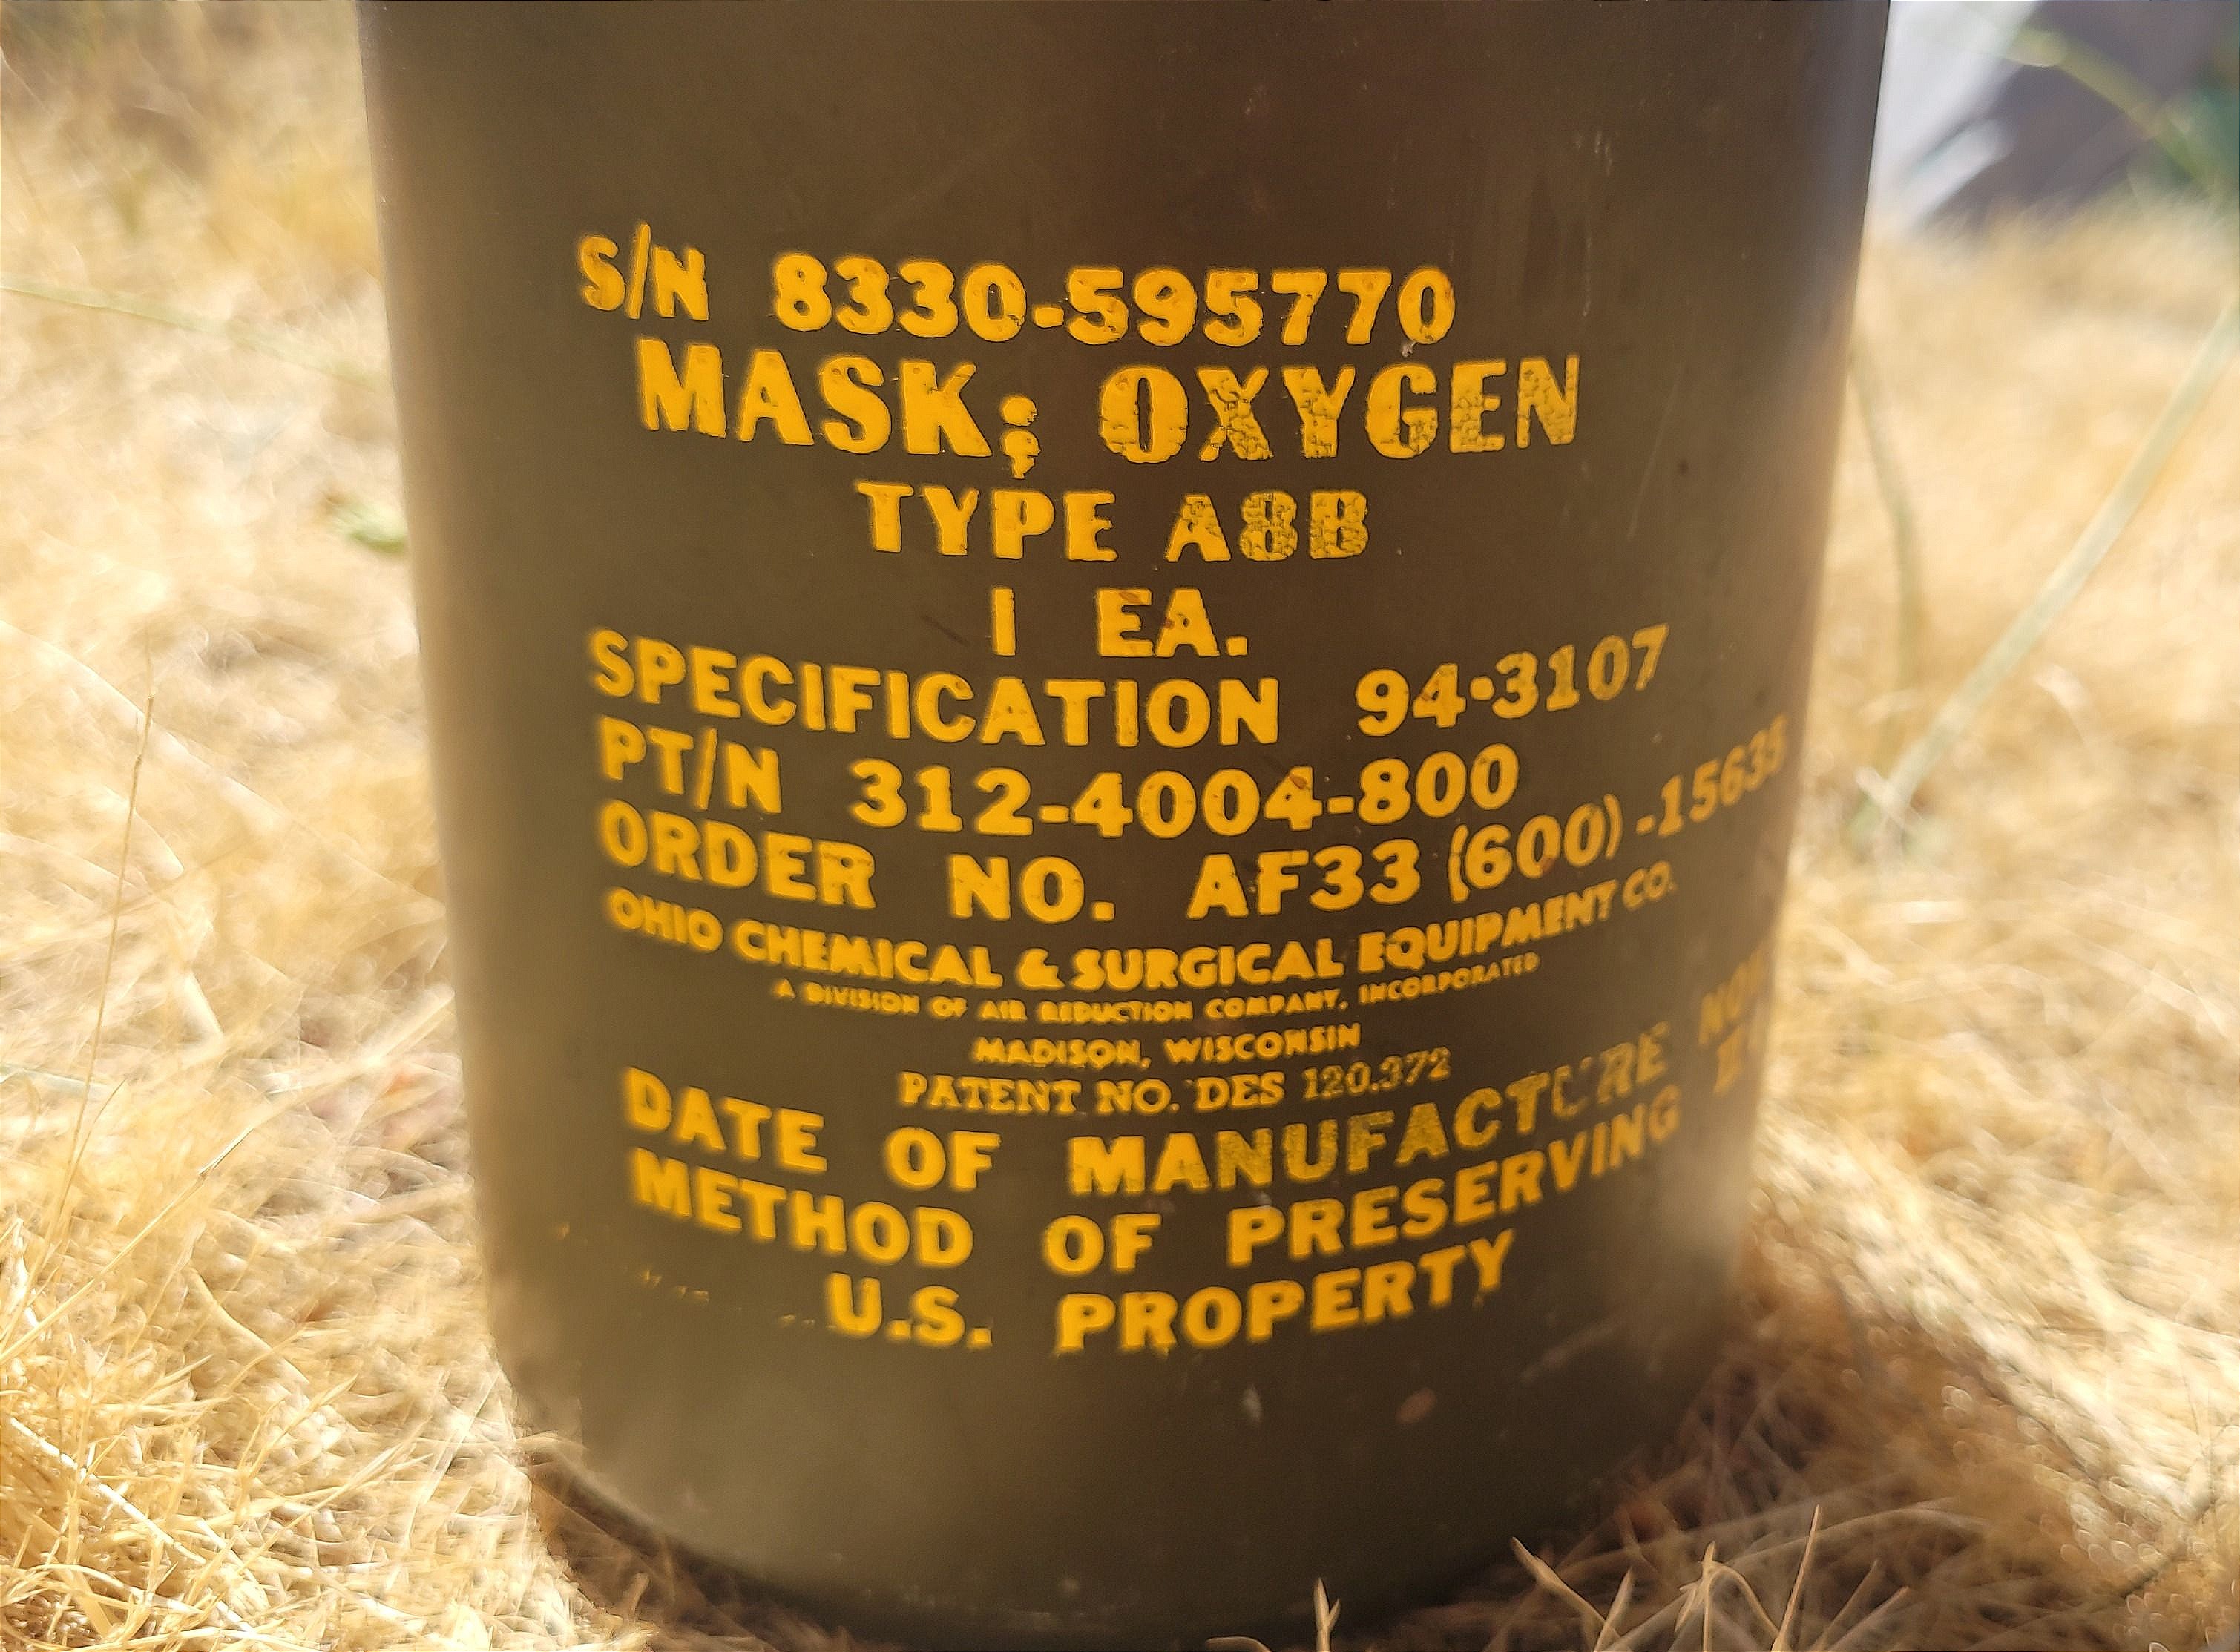 S/N 8330-595770
MASK; OXYGEN
TYPE A8B
1 EA.
SPECIFICATION 94-3107
PT/N 312-4004-800
ORDER NO. AF33 (600) -15635
OHIO CHEMICAL & SURGICAL EQUIPMENT CO.
A DIVISION OF AIR REDUCTION COMPANY, INCORPORATED
MADISON, WISCONSIN
PATENT NO. DES 120.372
DATE OF MANUFACTURE
METHOD OF PRESERVING
U.S. PROPERTY